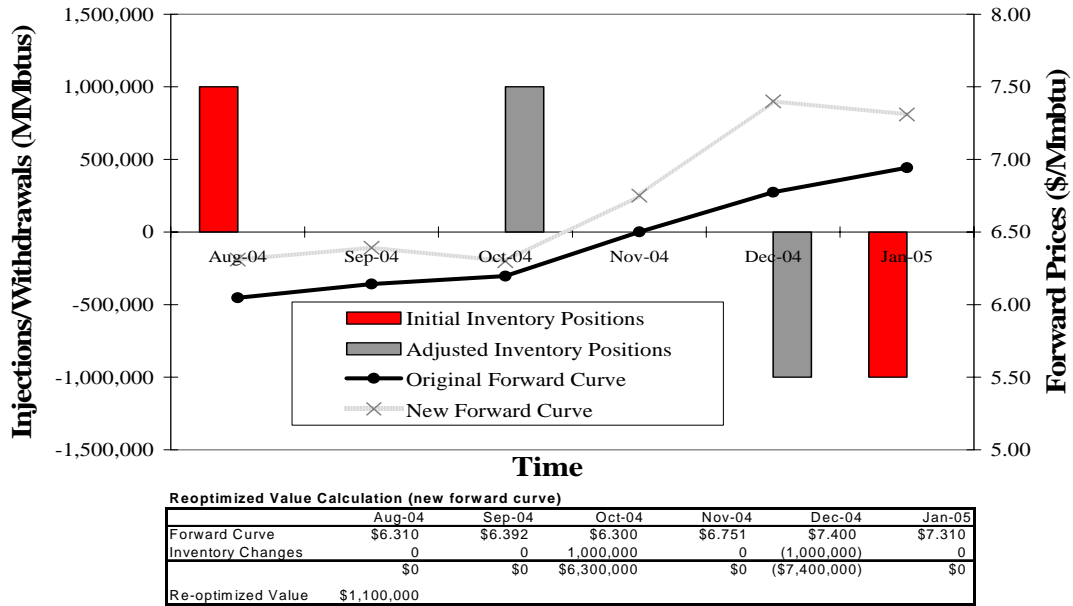 1,500,000
1,000,000
500,000
0
-500,000
-1,000,000
-1,500,000
Injections/Withdrawals (MMbtus)
8.00
7.50
7.00
6.50
6.00
5.50
5.00
Forward Prices ($/Mmbtu)
Aug-04 Sep-04 Oct-04 Nov-04 Dec-04 Jan-05
Initial Inventory Positions
Adjusted Inventory Positions
Original Forward Curve
New Forward Curve
Time
Reoptimized Value Calculation (new forward curve)
Aug-04 Sep-04 Oct-04 Nov-04 Dec-04 Jan-05
Forward Curve $6.310 $6.392 $6.300 $6.751 $7.400 $7.310
Inventory Changes 0 0 1,000,000 0 (1,000,000) 0
$0 $0 $6,300,000 $0 ($7,400,000) $0
Re-optimized Value $1,100,000